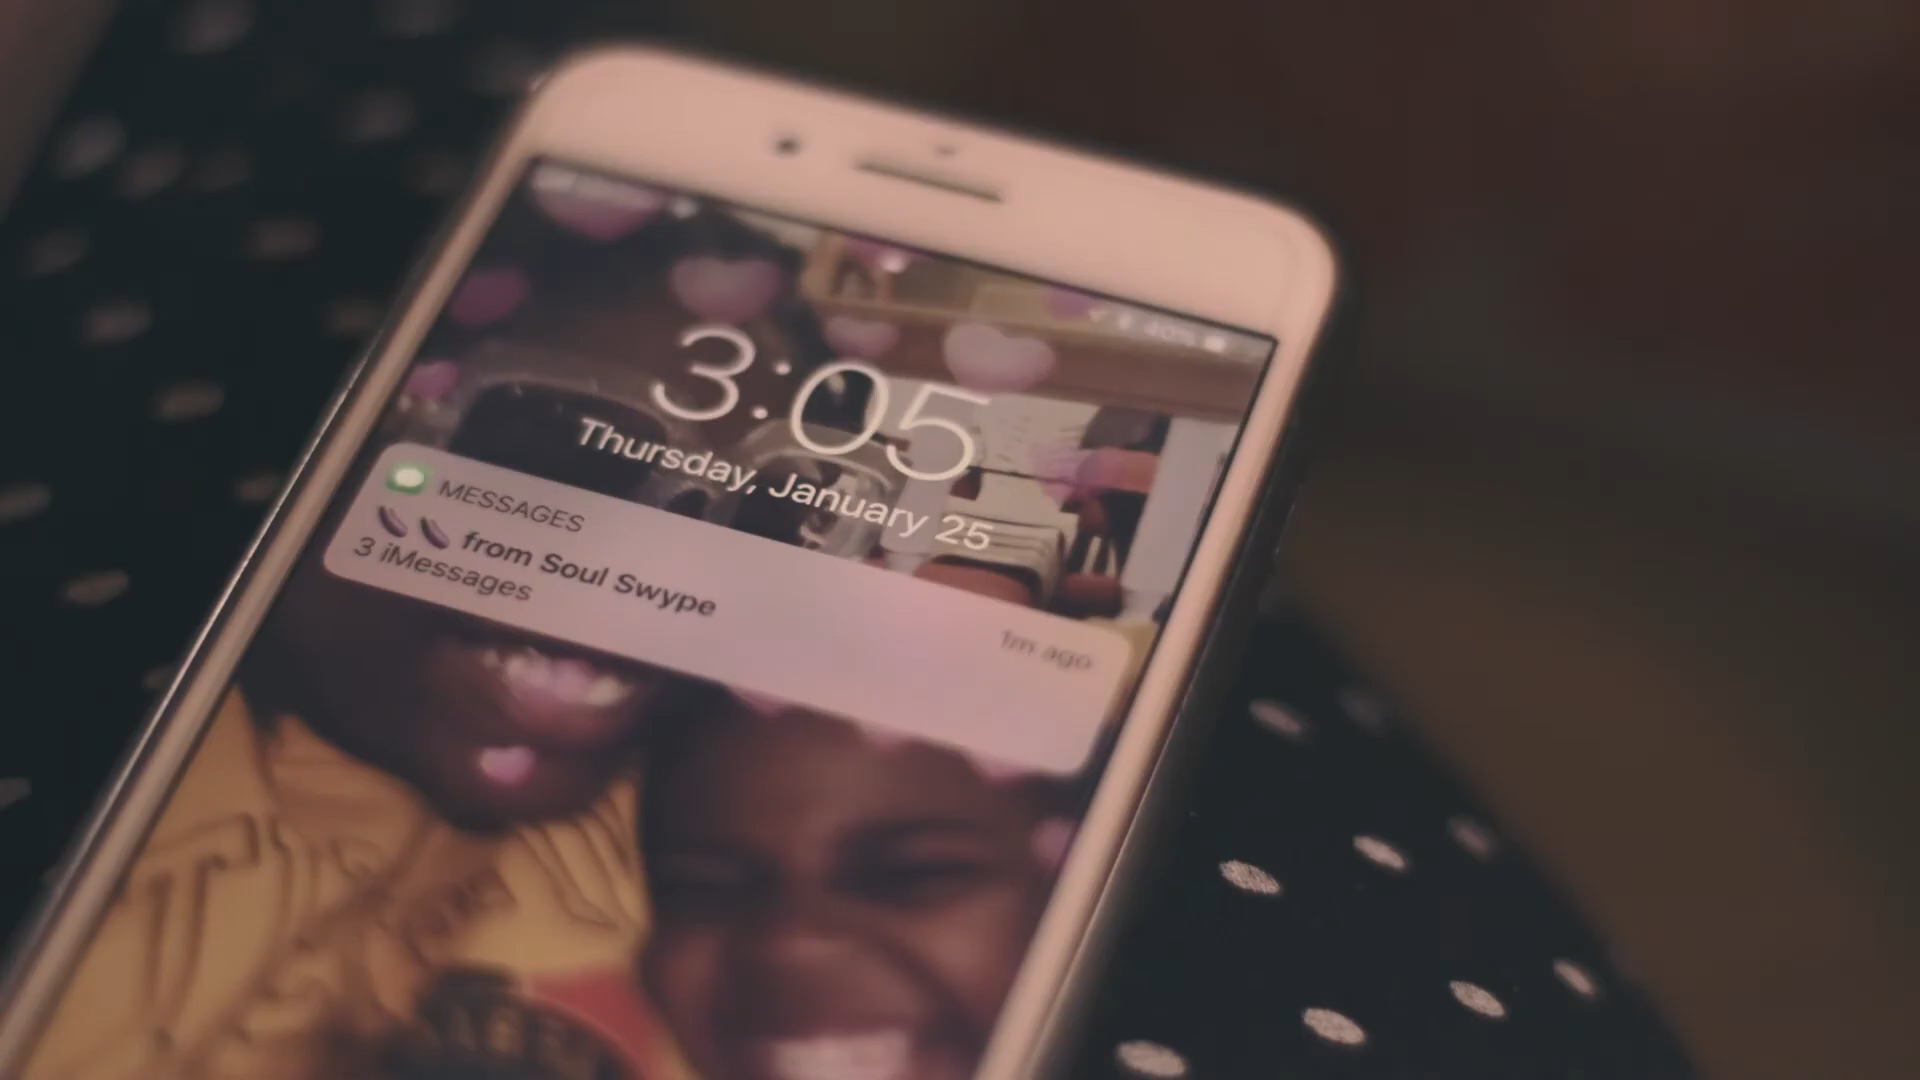 3:05
Thursday, January 25
MESSAGES
🍆🍆 from Soul Swype
1m ago
3 iMessages